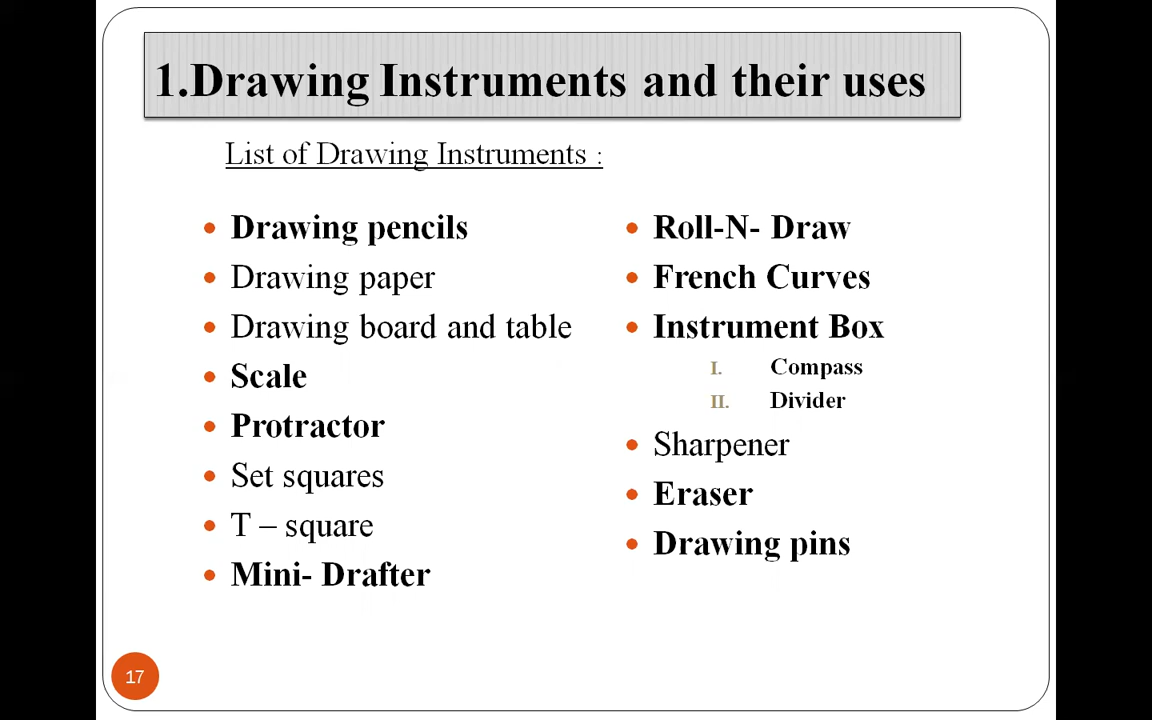 1.Drawing Instruments and their uses
List of Drawing Instruments :
Drawing pencils
Drawing paper
Drawing board and table
Scale
Protractor
Set squares
T – square
Mini- Drafter
Roll-N- Draw
French Curves
Instrument Box
I. Compass
II. Divider
Sharpener
Eraser
Drawing pins
17